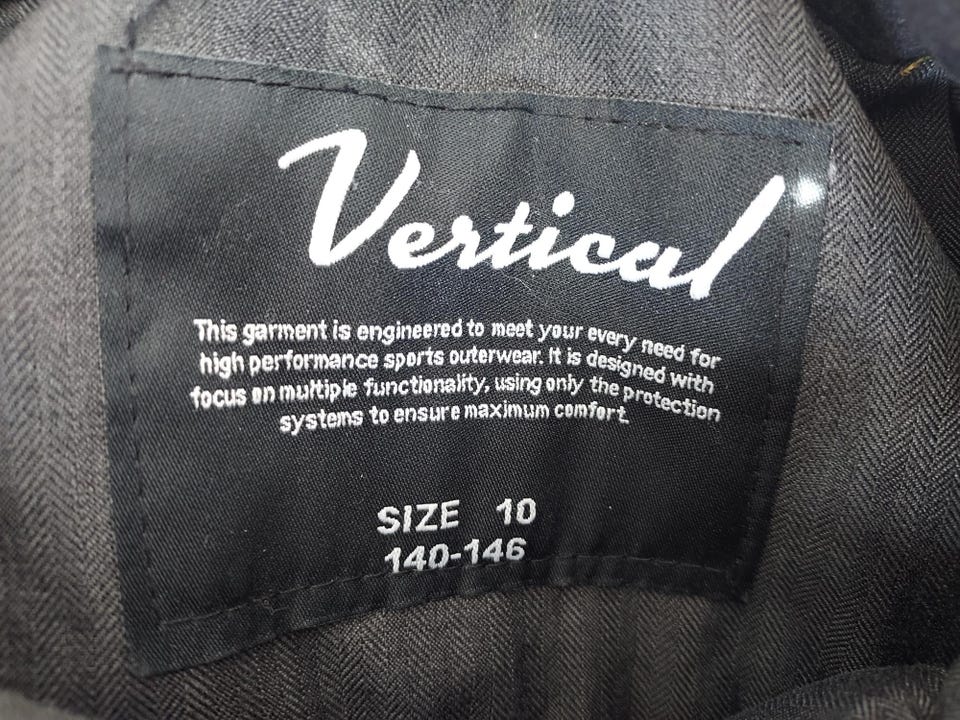 Vertical
This garment is engineered to meet your every need for
high performance sports outerwear. It is designed with
focus on multiple functionality, using only the protection
systems to ensure maximum comfort.
SIZE 10
140-146